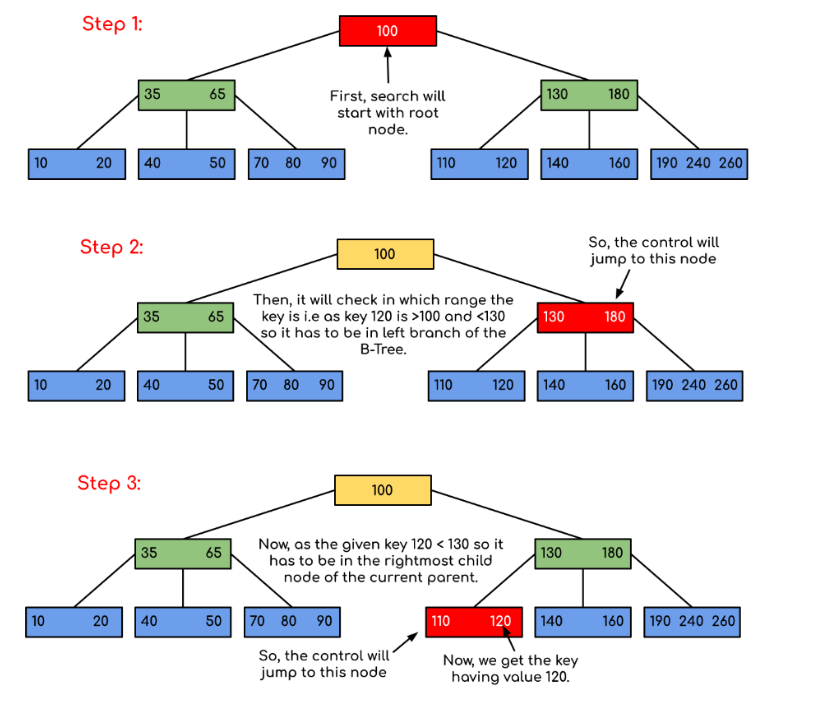 Step 1:
100
First, search will
start with root
node.
35 65
130 180
10 20
40 50
70 80 90
110 120
140 160
190 240 260
Step 2:
100
So, the control will
jump to this node
Then, it will check in which range the
key is i.e as key 120 is >100 and <130
so it has to be in left branch of the
B-Tree.
35 65
130 180
10 20
40 50
70 80 90
110 120
140 160
190 240 260
Step 3:
100
Now, as the given key 120 < 130 so it
has to be in the rightmost child
node of the current parent.
35 65
130 180
10 20
40 50
70 80 90
110 120
140 160
190 240 260
So, the control will
jump to this node
Now, we get the key
having value 120.